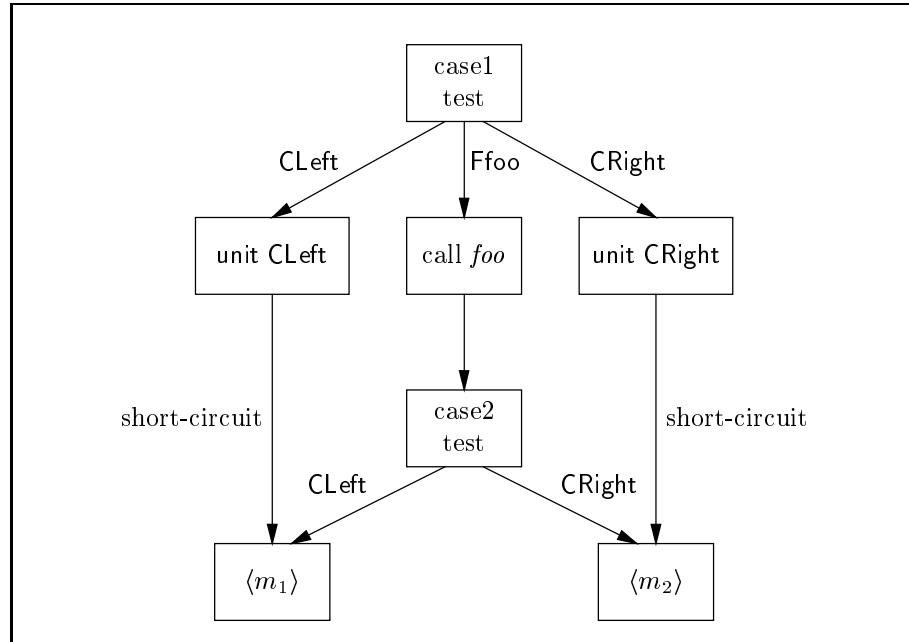 case1
test
CLeft
Ffoo
CRight
unit CLeft
call foo
unit CRight
short-circuit
case2
test
short-circuit
CLeft
CRight
⟨m₁⟩
⟨m₂⟩